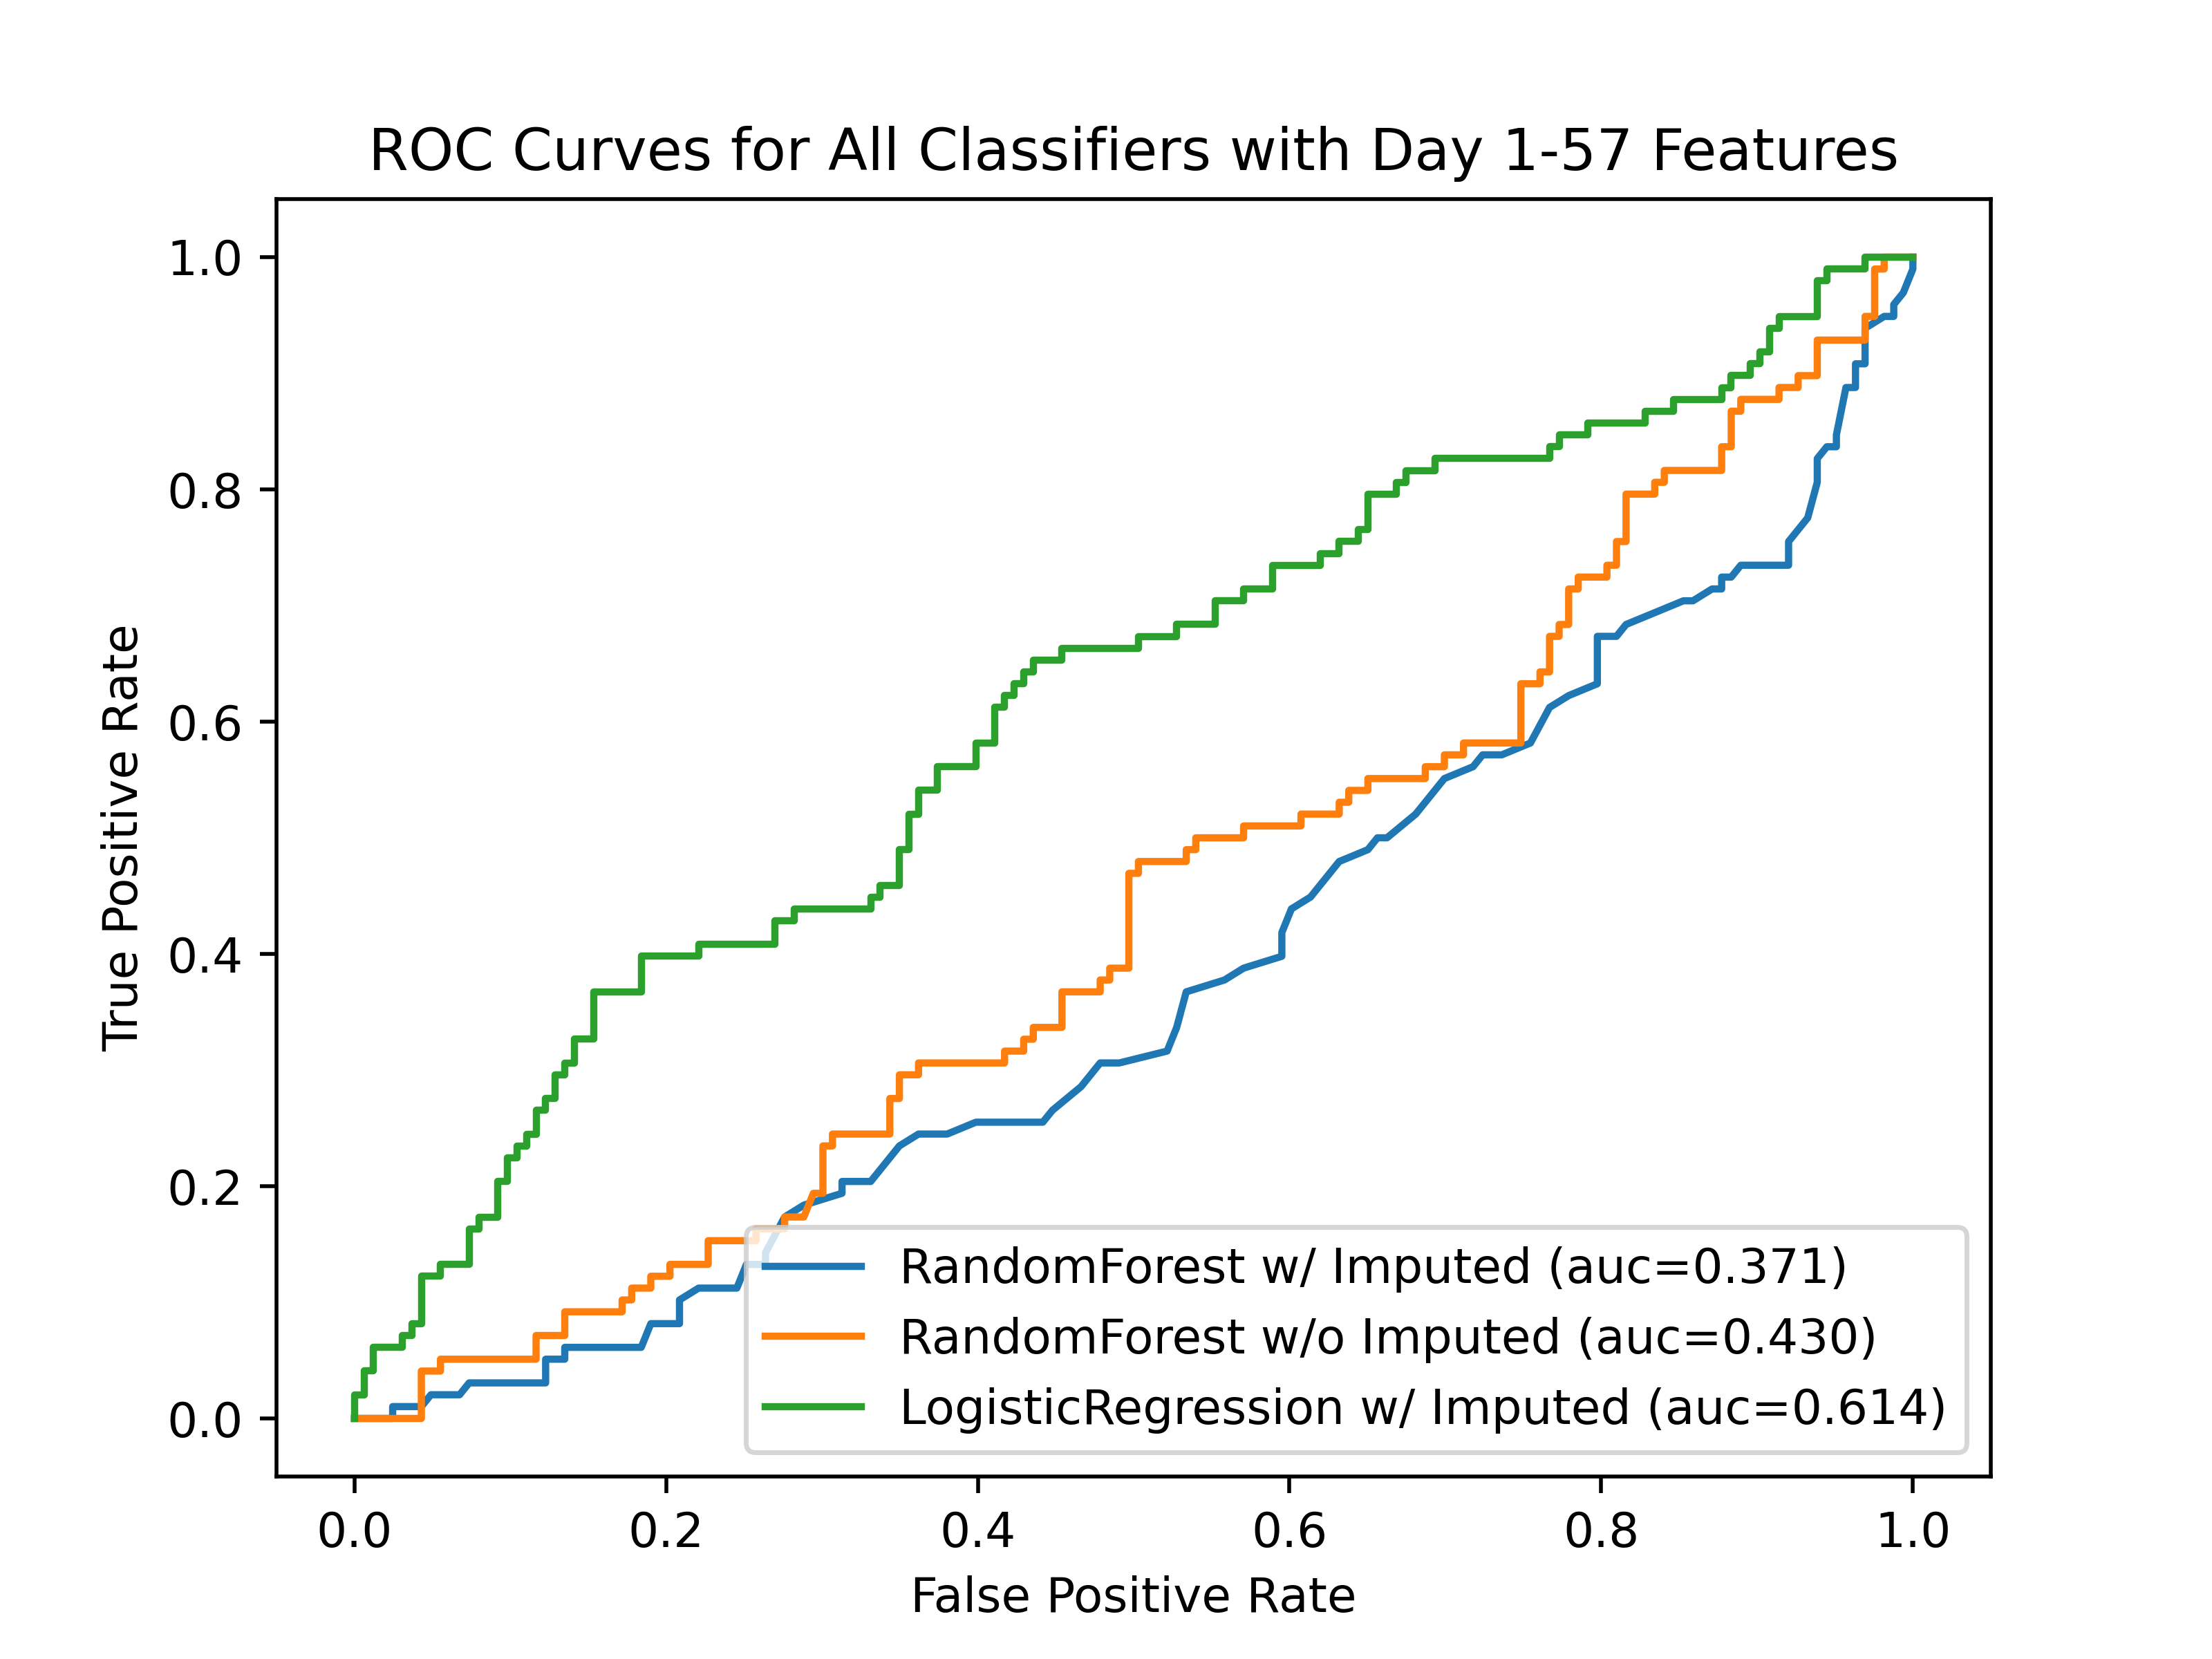 ROC Curves for All Classifiers with Day 1-57 Features
True Positive Rate
1.0
0.8
0.6
0.4
0.2
0.0
RandomForest w/ Imputed (auc=0.371)
RandomForest w/o Imputed (auc=0.430)
LogisticRegression w/ Imputed (auc=0.614)
0.0 0.2 0.4 0.6 0.8 1.0
False Positive Rate